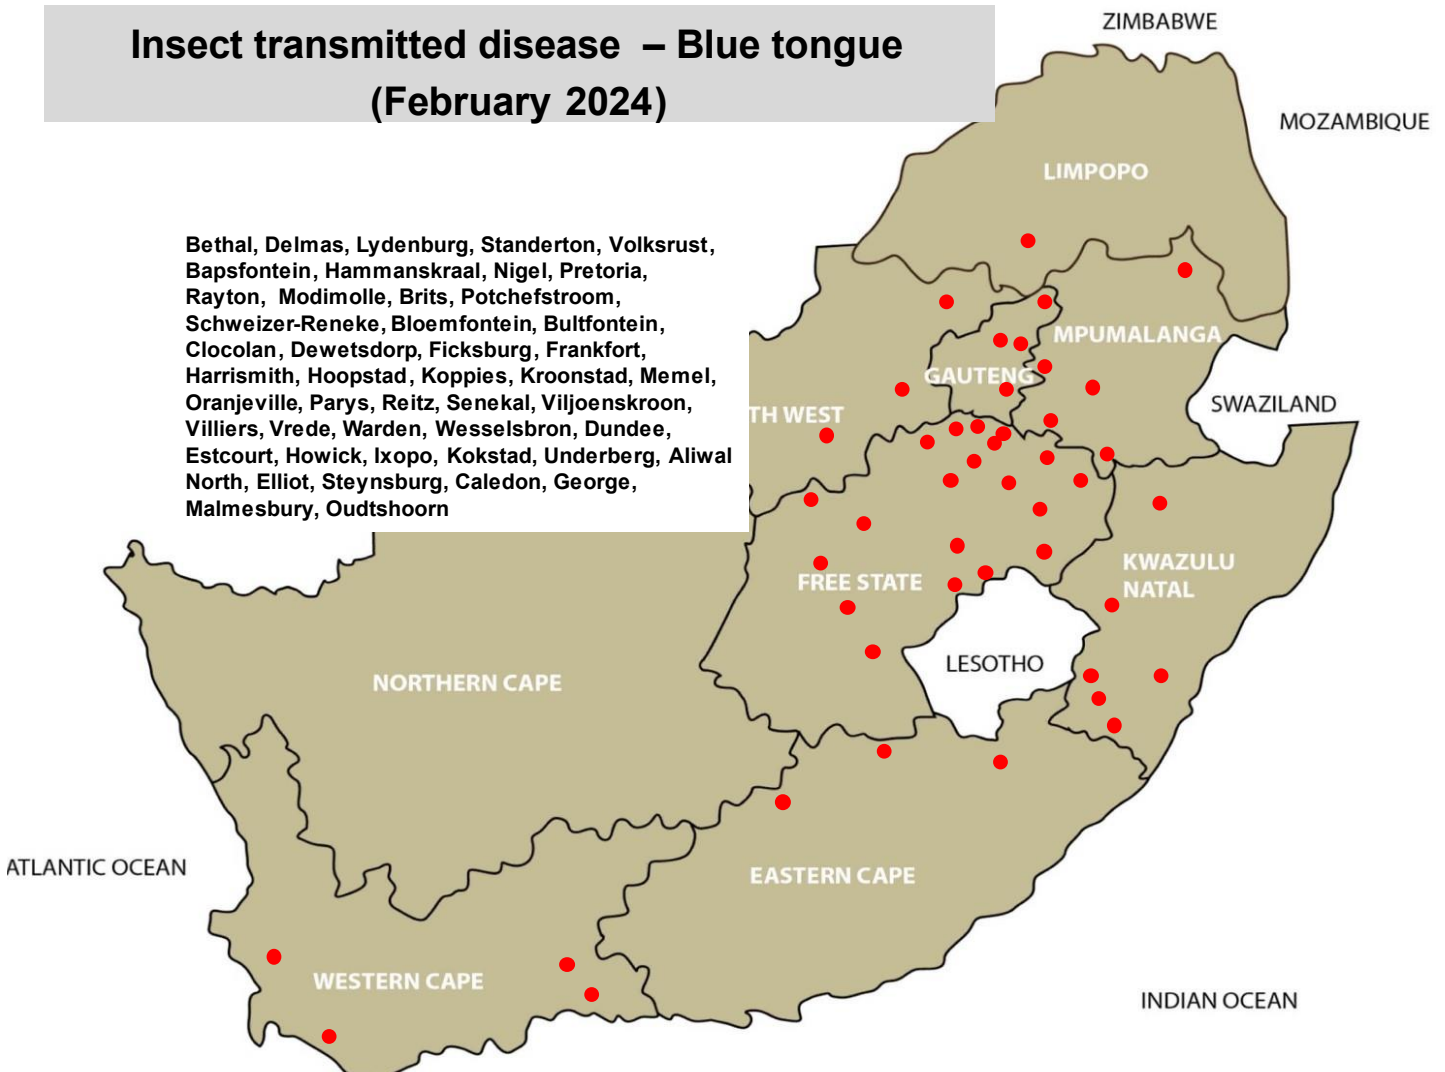 Insect transmitted disease – Blue tongue
(February 2024)
ZIMBABWE
MOZAMBIQUE
LIMPOPO
Bethal, Delmas, Lydenburg, Standerton, Volksrust,
Bapsfontein, Hammanskraal, Nigel, Pretoria,
Rayton, Modimolle, Brits, Potchefstroom,
Schweizer-Reneke, Bloemfontein, Bultfontein,
Clocolan, Dewetsdorp, Ficksburg, Frankfort,
Harrismith, Hoopstad, Koppies, Kroonstad, Memel,
Oranjeville, Parys, Reitz, Senekal, Viljoenskroon,
Villiers, Vrede, Warden, Wesselsbron, Dundee,
Estcourt, Howick, Ixopo, Kokstad, Underberg, Aliwal
North, Elliot, Steynsburg, Caledon, George,
Malmesbury, Oudtshoorn
MPUMALANGA
GAUTENG
SWAZILAND
TH WEST
KWAZULU
NATAL
FREE STATE
LESOTHO
NORTHERN CAPE
ATLANTIC OCEAN
EASTERN CAPE
WESTERN CAPE
INDIAN OCEAN